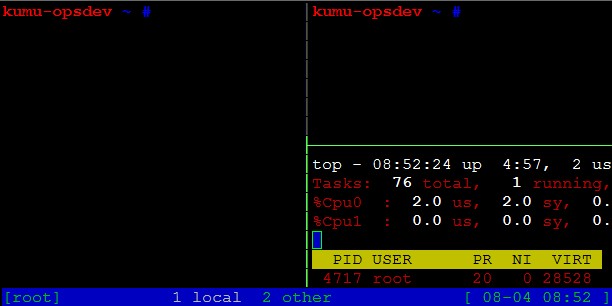 kumu-opsdev ~ #
kumu-opsdev ~ #
top - 08:52:24 up  4:57,  2 us
Tasks:  76 total,   1 running,
%Cpu0  :  2.0 us,  2.0 sy,  0.
%Cpu1  :  0.0 us,  0.0 sy,  0.
PID USER      PR  NI  VIRT
4717 root      20   0 28528
[root]              1 local  2 other               [ 08-04 08:52 ]